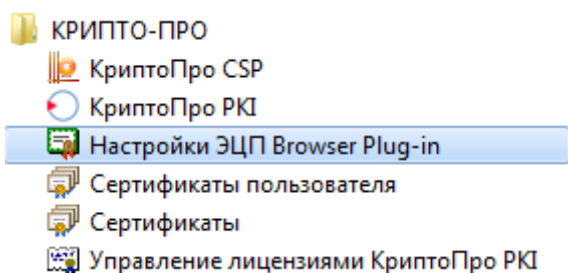 КРИПТО-ПРО
КриптоПро CSP
КриптоПро PKI
Настройки ЭЦП Browser Plug-in
Сертификаты пользователя
Сертификаты
Управление лицензиями КриптоПро PKI